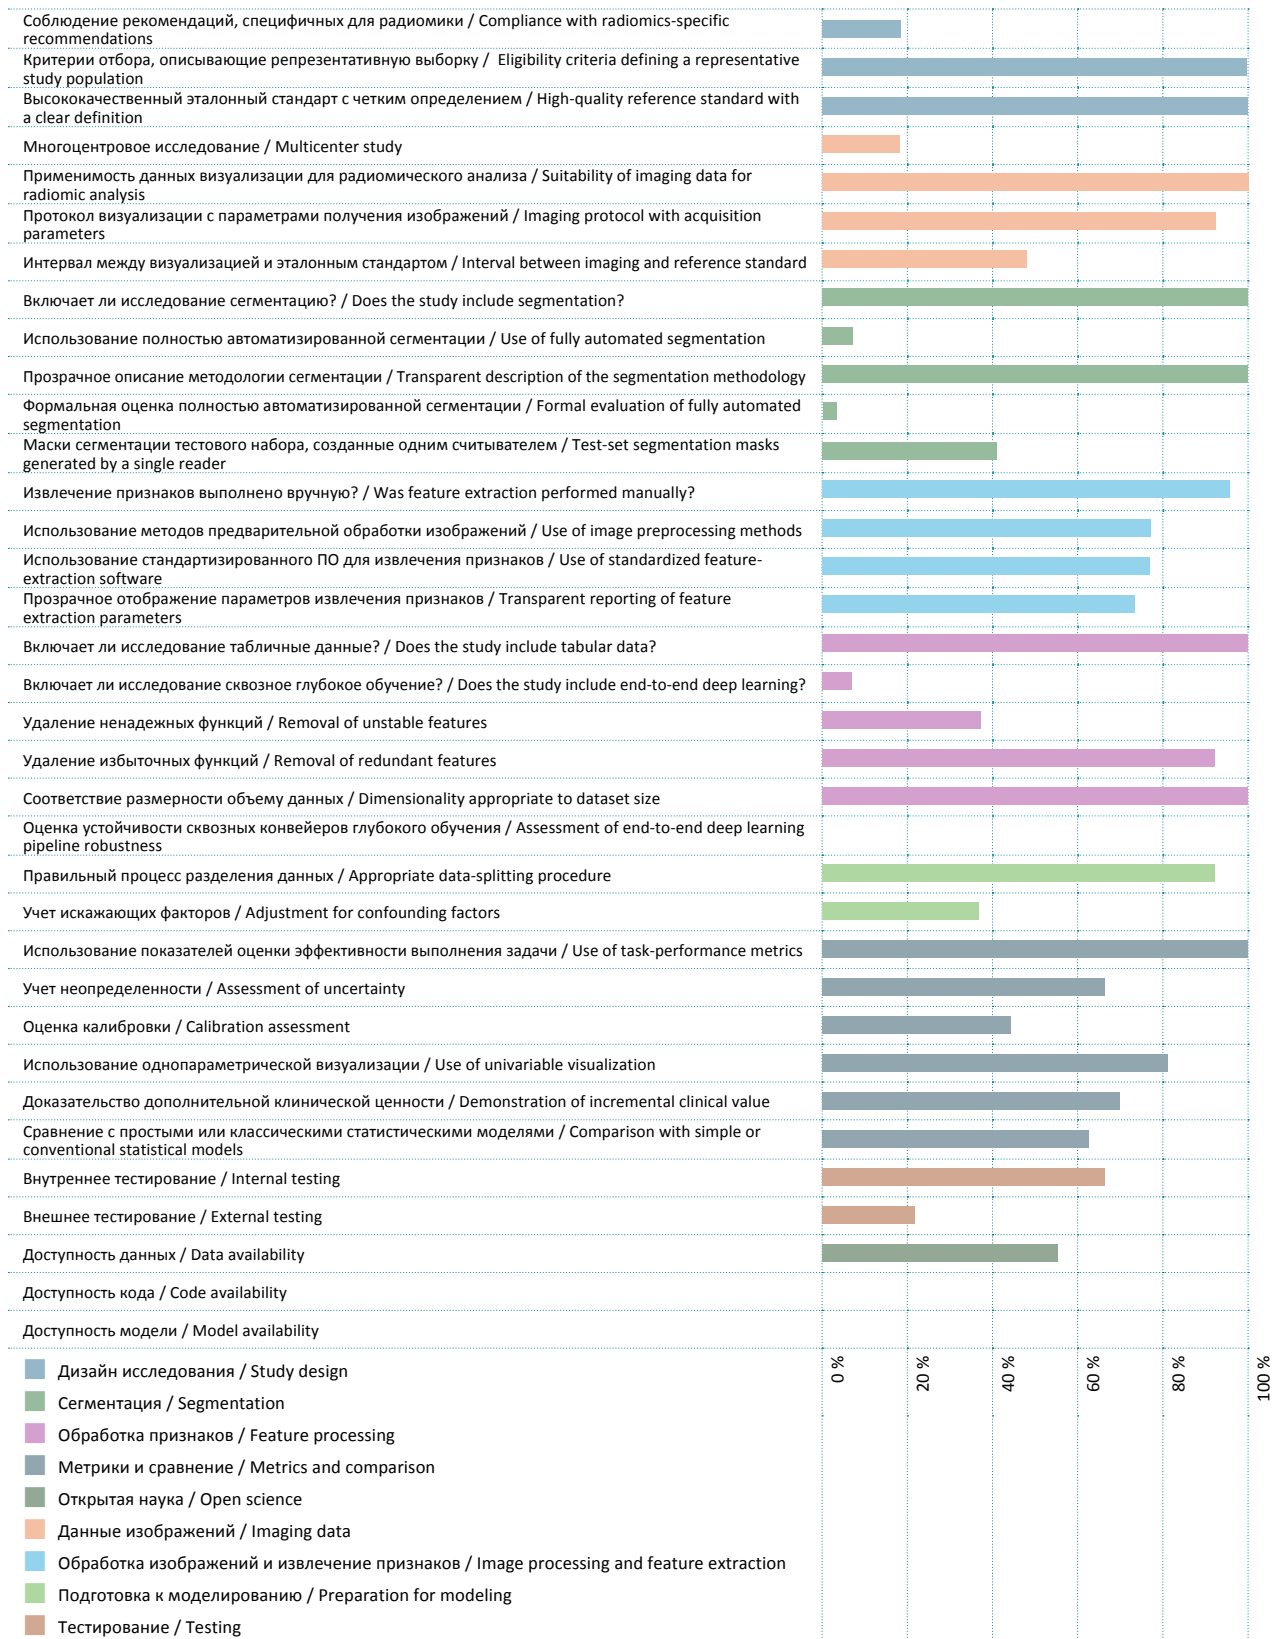 Соблюдение рекомендаций, специфичных для радиомики / Compliance with radiomics-specific
recommendations
Критерии отбора, описывающие репрезентативную выборку / Eligibility criteria defining a representative
study population
Высококачественный эталонный стандарт с четким определением / High-quality reference standard with
a clear definition
Многоцентровое исследование / Multicenter study
Применимость данных визуализации для радиомического анализа / Suitability of imaging data for
radiomic analysis
Протокол визуализации с параметрами получения изображений / Imaging protocol with acquisition
parameters
Интервал между визуализацией и эталонным стандартом / Interval between imaging and reference standard
Включает ли исследование сегментацию? / Does the study include segmentation?
Использование полностью автоматизированной сегментации / Use of fully automated segmentation
Прозрачное описание методологии сегментации / Transparent description of the segmentation methodology
Формальная оценка полностью автоматизированной сегментации / Formal evaluation of fully automated
segmentation
Маски сегментации тестового набора, созданные одним считывателем / Test-set segmentation masks
generated by a single reader
Извлечение признаков выполнено вручную? / Was feature extraction performed manually?
Использование методов предварительной обработки изображений / Use of image preprocessing methods
Использование стандартизированного ПО для извлечения признаков / Use of standardized feature-
extraction software
Прозрачное отображение параметров извлечения признаков / Transparent reporting of feature
extraction parameters
Включает ли исследование табличные данные? / Does the study include tabular data?
Включает ли исследование сквозное глубокое обучение? / Does the study include end-to-end deep learning?
Удаление ненадежных функций / Removal of unstable features
Удаление избыточных функций / Removal of redundant features
Соответствие размерности объему данных / Dimensionality appropriate to dataset size
Оценка устойчивости сквозных конвейеров глубокого обучения / Assessment of end-to-end deep learning
pipeline robustness
Правильный процесс разделения данных / Appropriate data-splitting procedure
Учет искажающих факторов / Adjustment for confounding factors
Использование показателей оценки эффективности выполнения задачи / Use of task-performance metrics
Учет неопределенности / Assessment of uncertainty
Оценка калибровки / Calibration assessment
Использование однопараметрической визуализации / Use of univariable visualization
Доказательство дополнительной клинической ценности / Demonstration of incremental clinical value
Сравнение с простыми или классическими статистическими моделями / Comparison with simple or
conventional statistical models
Внутреннее тестирование / Internal testing
Внешнее тестирование / External testing
Доступность данных / Data availability
Доступность кода / Code availability
Доступность модели / Model availability
0 %
20 %
40 %
60 %
80 %
100 %
Дизайн исследования / Study design
Сегментация / Segmentation
Обработка признаков / Feature processing
Метрики и сравнение / Metrics and comparison
Открытая наука / Open science
Данные изображений / Imaging data
Обработка изображений и извлечение признаков / Image processing and feature extraction
Подготовка к моделированию / Preparation for modeling
Тестирование / Testing